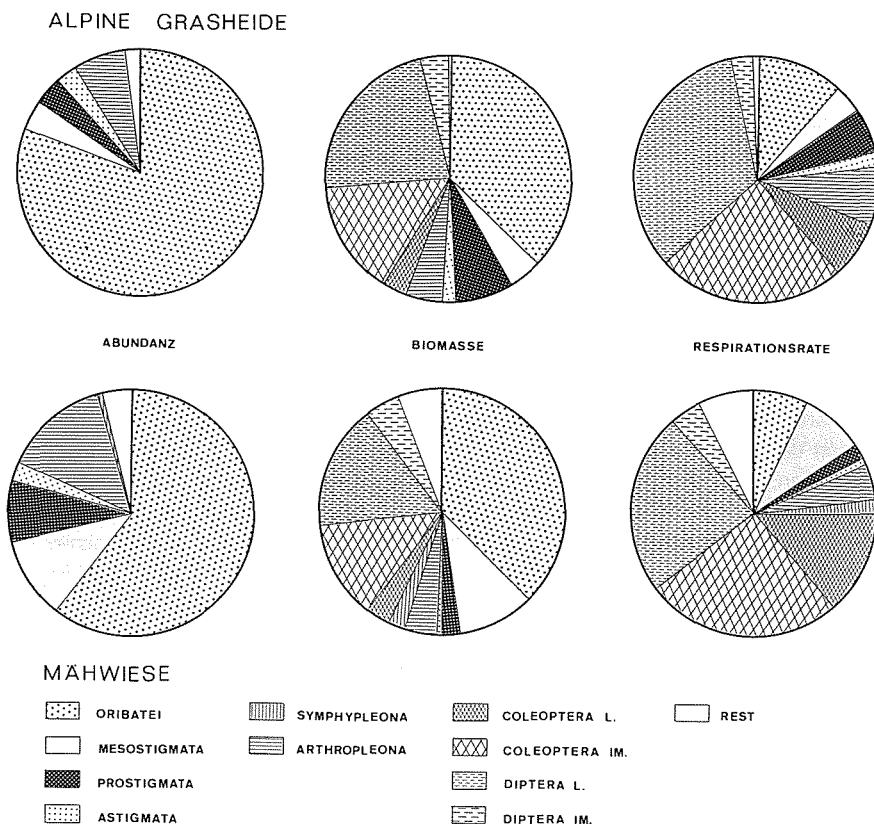 ALPINE GRASHEIDE
ABUNDANZ
BIOMASSE
RESPIRATIONSRATE
MÄHWIESE
ORIBATEI
MESOSTIGMATA
PROSTIGMATA
ASTIGMATA
SYMPHYPLEONA
ARTHROPLEONA
COLEOPTERA L.
COLEOPTERA IM.
DIPTERA L.
DIPTERA IM.
REST